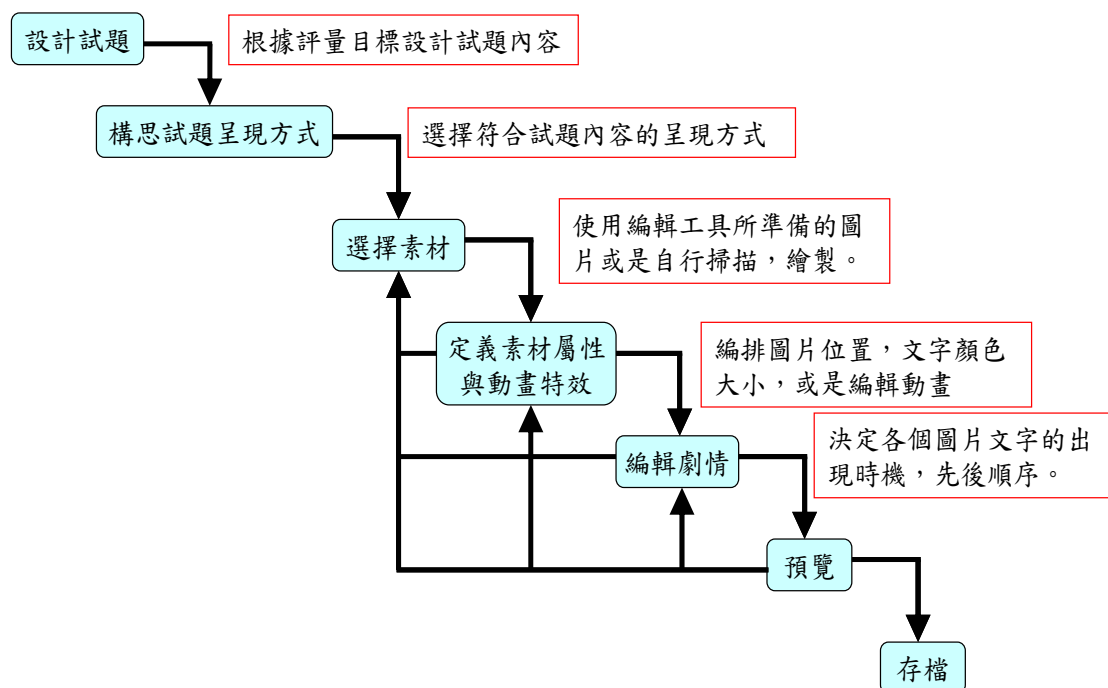 設計試題
根據評量目標設計試題內容
構思試題呈現方式
選擇符合試題內容的呈現方式
使用編輯工具所準備的圖
片或是自行掃描，繪製。
選擇素材
定義素材屬性
與動畫特效
編排圖片位置，文字顏色
大小，或是編輯動畫
決定各個圖片文字的出
現時機，先後順序。
編輯劇情
預覽
存檔